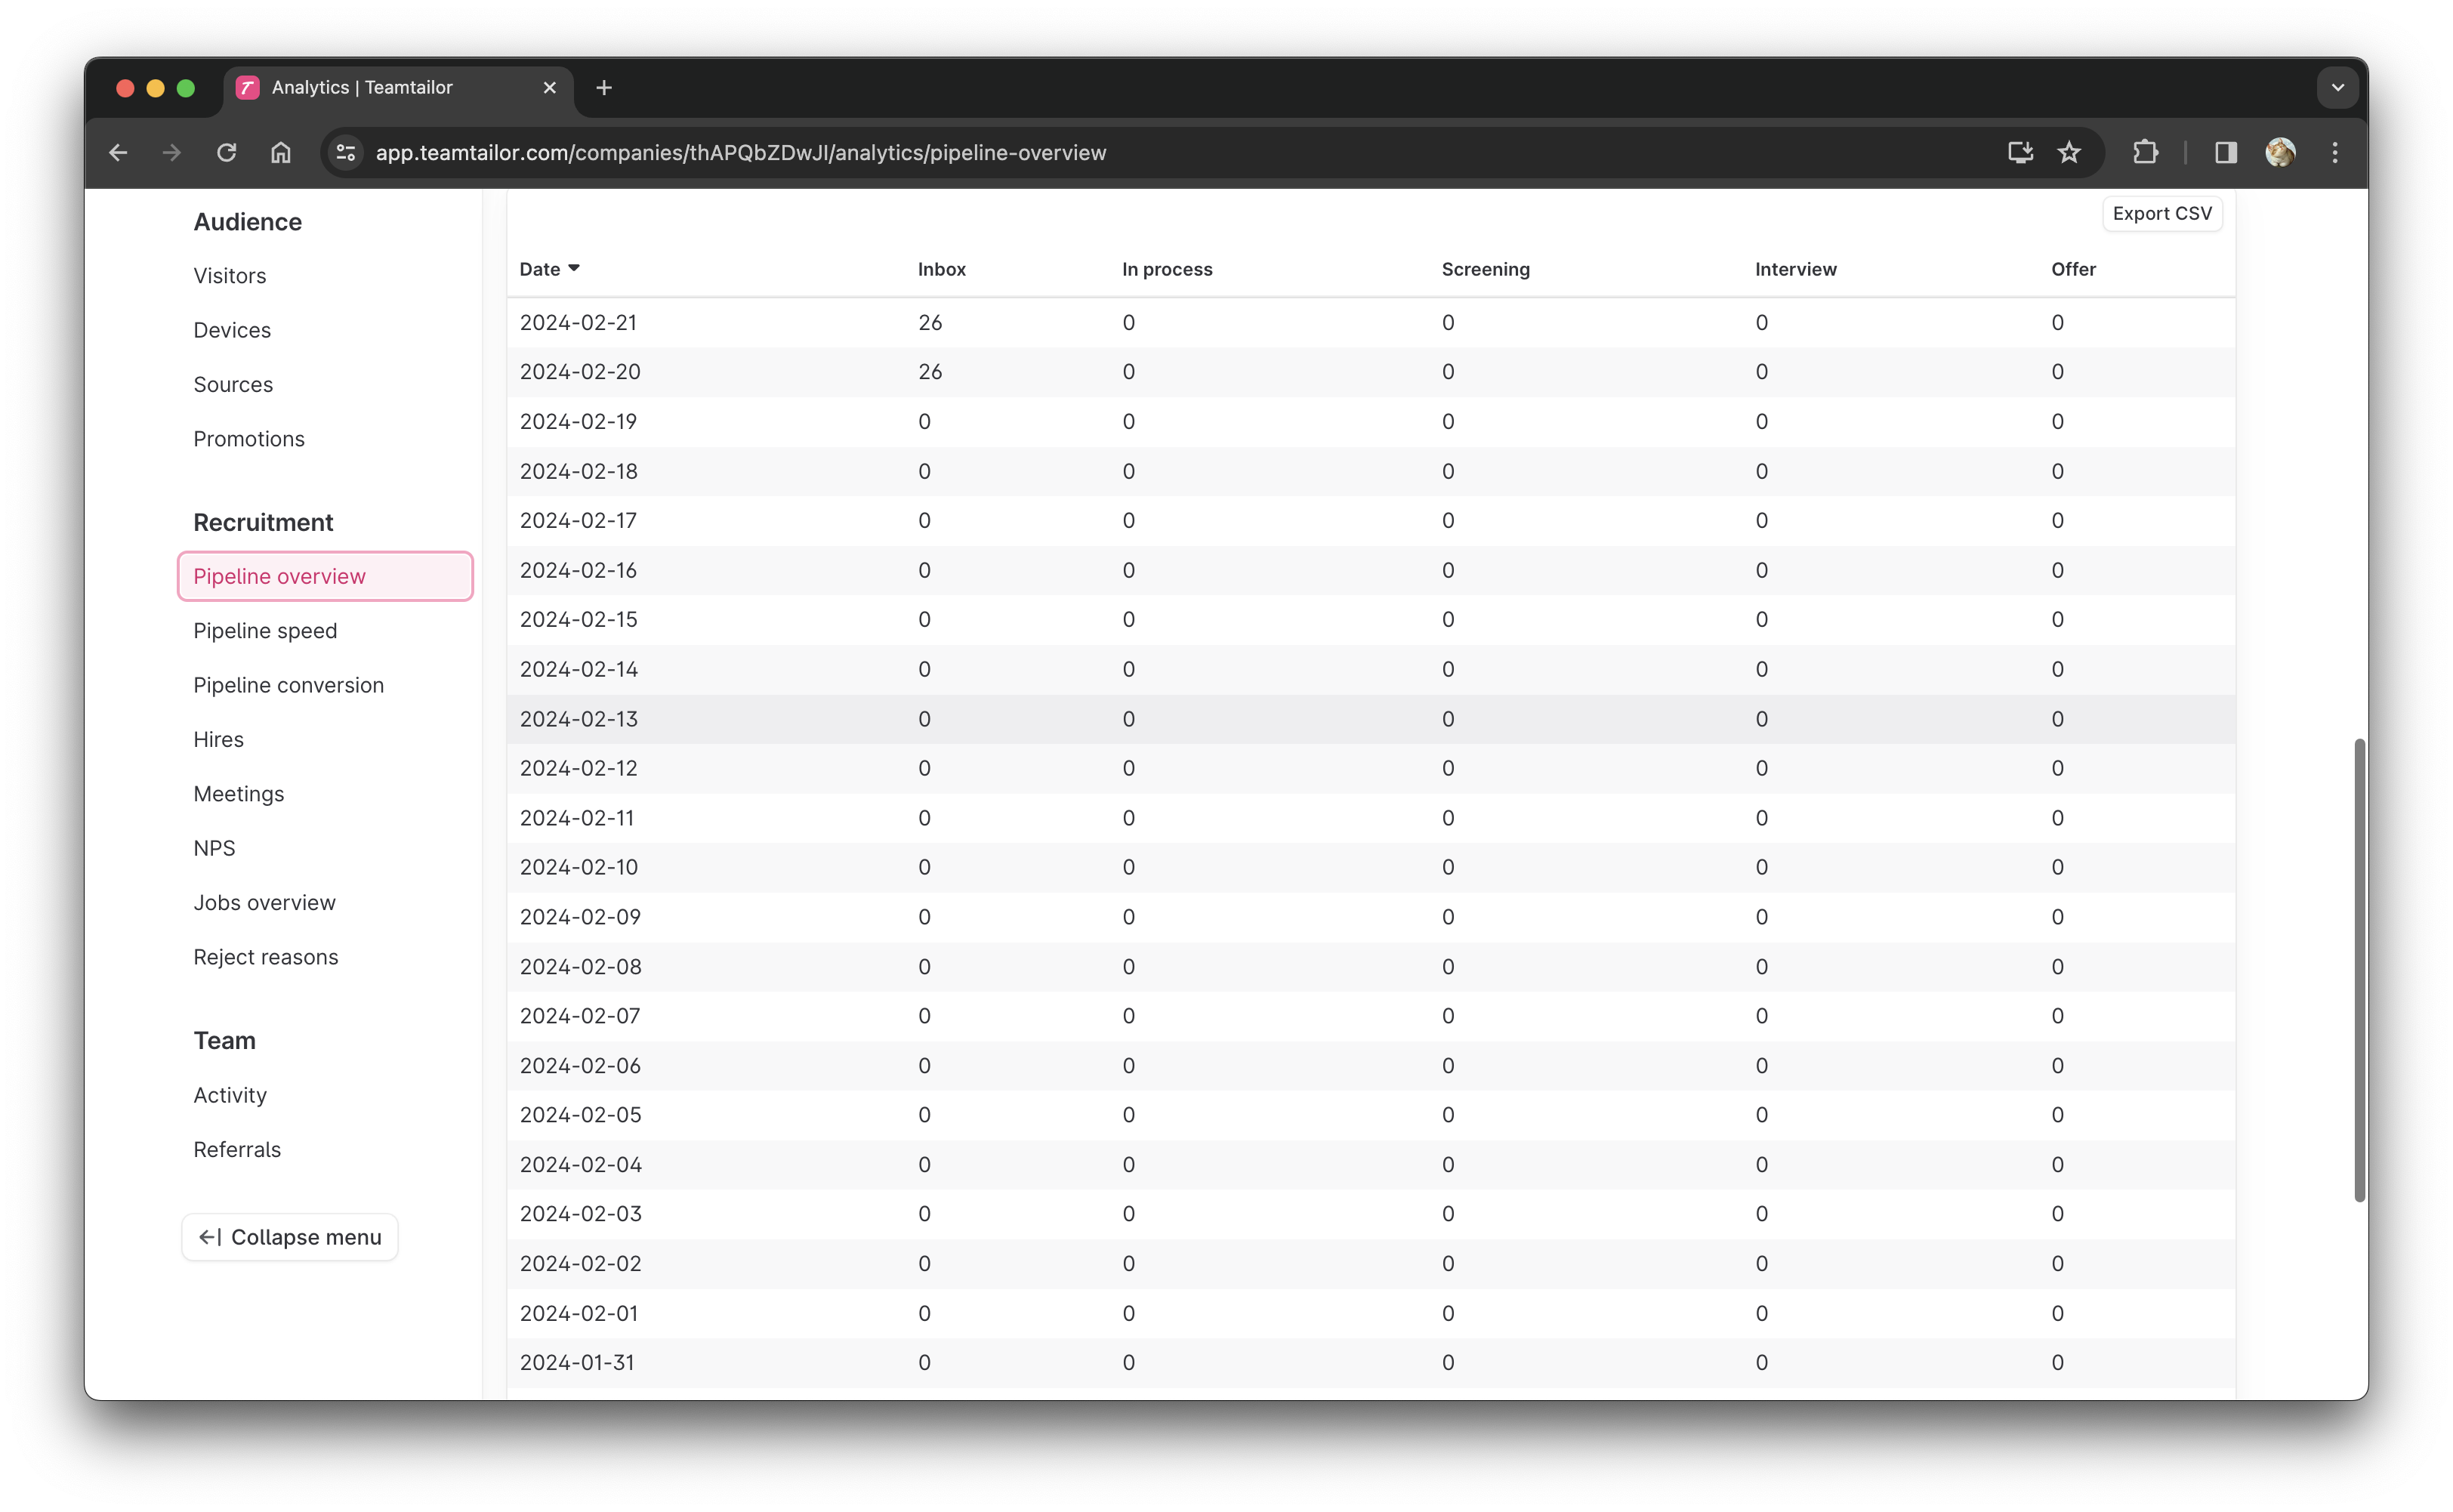 Analytics | Teamtailor
app.teamtailor.com/companies/thAPQbZDwJI/analytics/pipeline-overview
Audience
Visitors
Devices
Sources
Promotions
Recruitment
Pipeline overview
Pipeline speed
Pipeline conversion
Hires
Meetings
NPS
Jobs overview
Reject reasons
Team
Activity
Referrals
Collapse menu
Export CSV
Date Inbox In process Screening Interview Offer
2024-02-21 26 0 0 0 0
2024-02-20 26 0 0 0 0
2024-02-19 0 0 0 0 0
2024-02-18 0 0 0 0 0
2024-02-17 0 0 0 0 0
2024-02-16 0 0 0 0 0
2024-02-15 0 0 0 0 0
2024-02-14 0 0 0 0 0
2024-02-13 0 0 0 0 0
2024-02-12 0 0 0 0 0
2024-02-11 0 0 0 0 0
2024-02-10 0 0 0 0 0
2024-02-09 0 0 0 0 0
2024-02-08 0 0 0 0 0
2024-02-07 0 0 0 0 0
2024-02-06 0 0 0 0 0
2024-02-05 0 0 0 0 0
2024-02-04 0 0 0 0 0
2024-02-03 0 0 0 0 0
2024-02-02 0 0 0 0 0
2024-02-01 0 0 0 0 0
2024-01-31 0 0 0 0 0